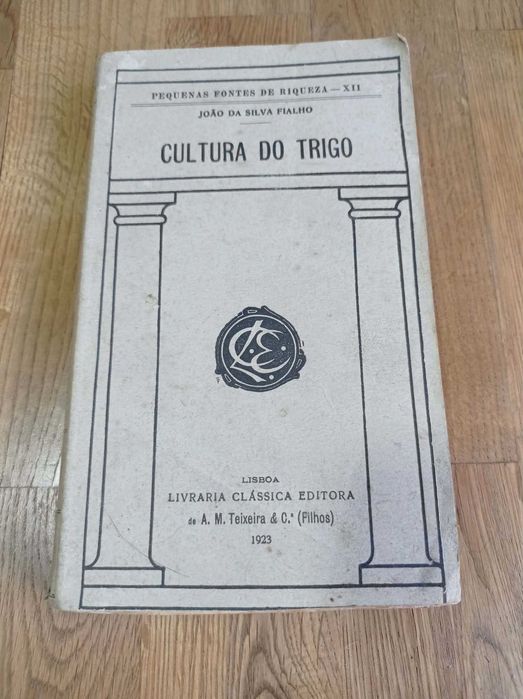 PEQUENAS FONTES DE RIQUEZA — XII
JOÃO DA SILVA FIALHO
CULTURA DO TRIGO
LCE
LISBOA
LIVRARIA CLÁSSICA EDITORA
de A. M. Teixeira & C.ª (Filhos)
1923